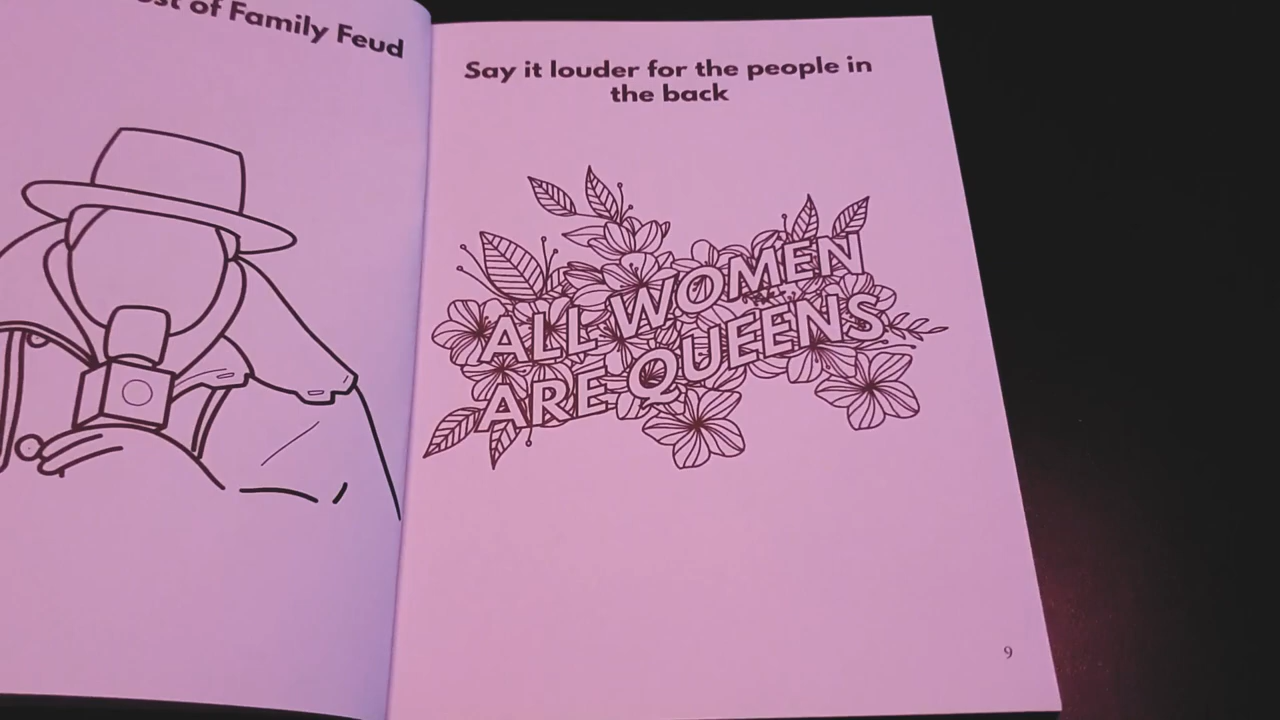 of Family Feud
Say it louder for the people in
the back
ALL WOMEN
ARE QUEENS
9